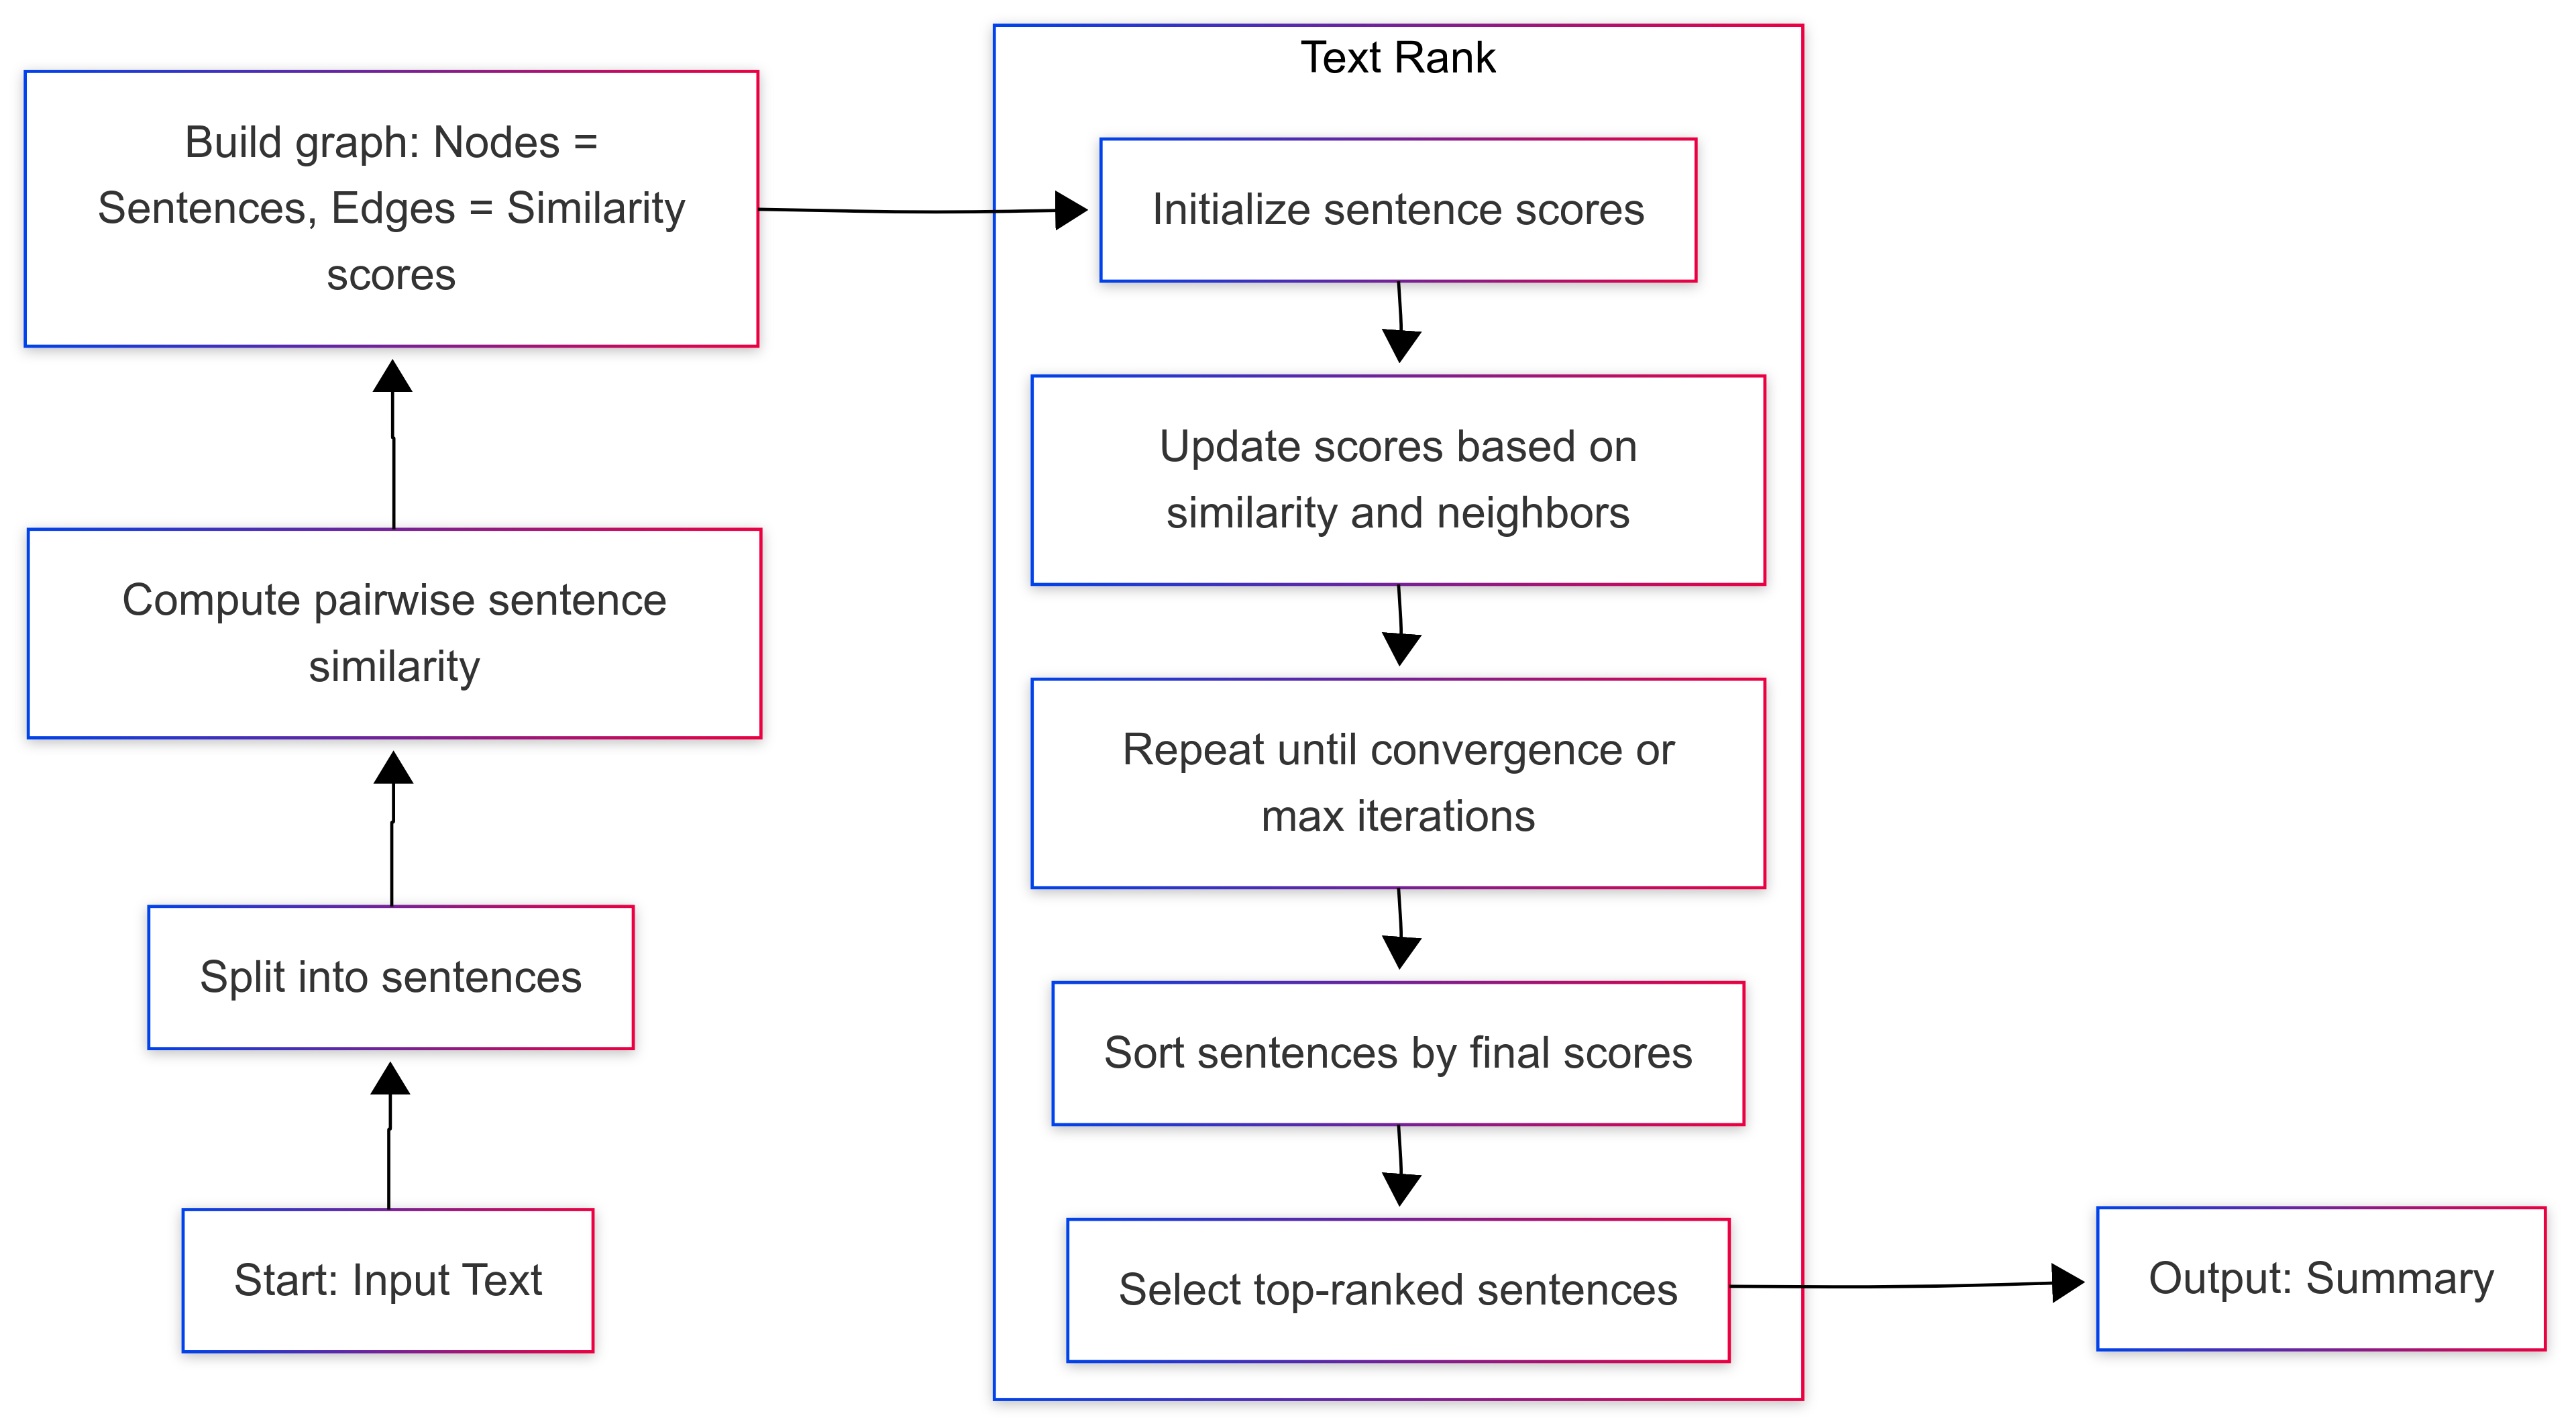 Start: Input Text
Split into sentences
Compute pairwise sentence
similarity
Build graph: Nodes =
Sentences, Edges = Similarity
scores
Text Rank
Initialize sentence scores
Update scores based on
similarity and neighbors
Repeat until convergence or
max iterations
Sort sentences by final scores
Select top-ranked sentences
Output: Summary